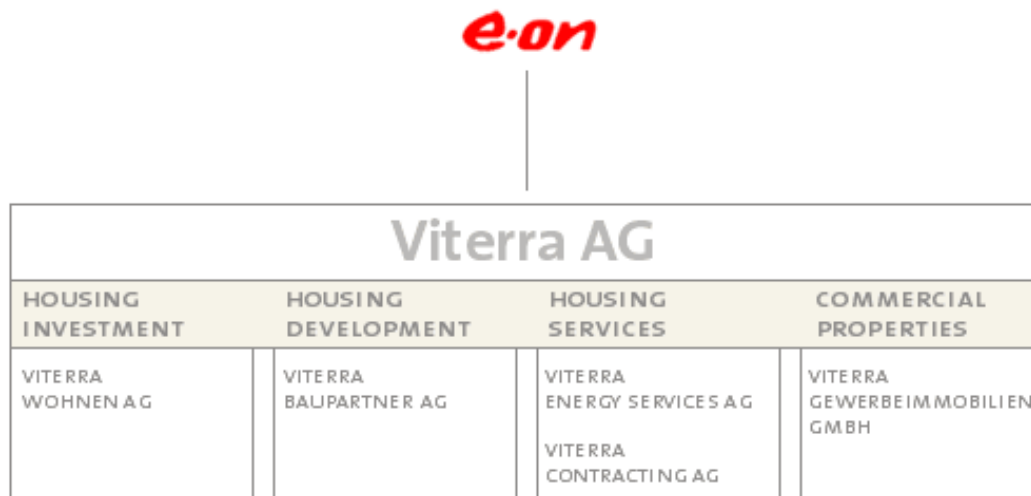 e·on
Viterra AG
HOUSING
INVESTMENT
HOUSING
DEVELOPMENT
HOUSING
SERVICES
COMMERCIAL
PROPERTIES
VITERRA
WOHNEN AG
VITERRA
BAUPARTNER AG
VITERRA
ENERGY SERVICES AG
VITERRA
CONTRACTING AG
VITERRA
GEWERBEIMMOBILIEN
GMBH